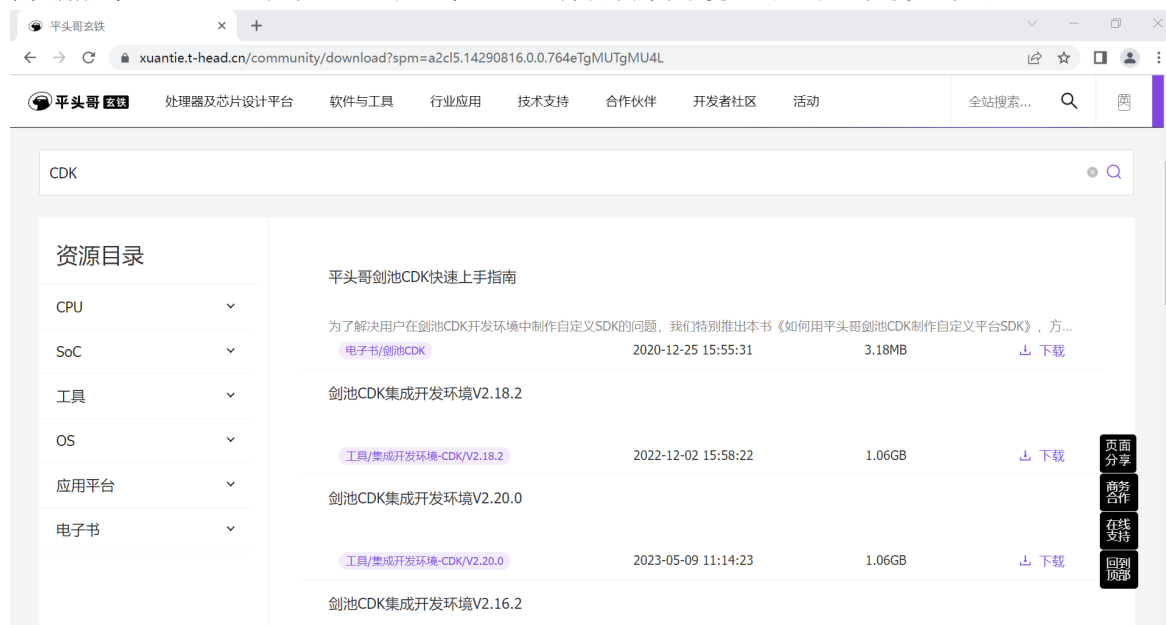 平头哥玄铁
xuantie.t-head.cn/community/download?spm=a2cl5.14290816.0.0.764eTgMUTgMU4L
平头哥 玄铁 处理器及芯片设计平台 软件与工具 行业应用 技术支持 合作伙伴 开发者社区 活动 全站搜索... 英
CDK
资源目录
CPU
SoC
工具
OS
应用平台
电子书
平头哥剑池CDK快速上手指南
为了解决用户在剑池CDK开发环境中制作自定义SDK的问题，我们特别推出本书《如何用平头哥剑池CDK制作自定义平台SDK》，方...
电子书/剑池CDK 2020-12-25 15:55:31 3.18MB 下载
剑池CDK集成开发环境V2.18.2
工具/集成开发环境-CDK/V2.18.2 2022-12-02 15:58:22 1.06GB 下载
剑池CDK集成开发环境V2.20.0
工具/集成开发环境-CDK/V2.20.0 2023-05-09 11:14:23 1.06GB 下载
剑池CDK集成开发环境V2.16.2
页面
分享
商务
合作
在线
支持
回到
顶部